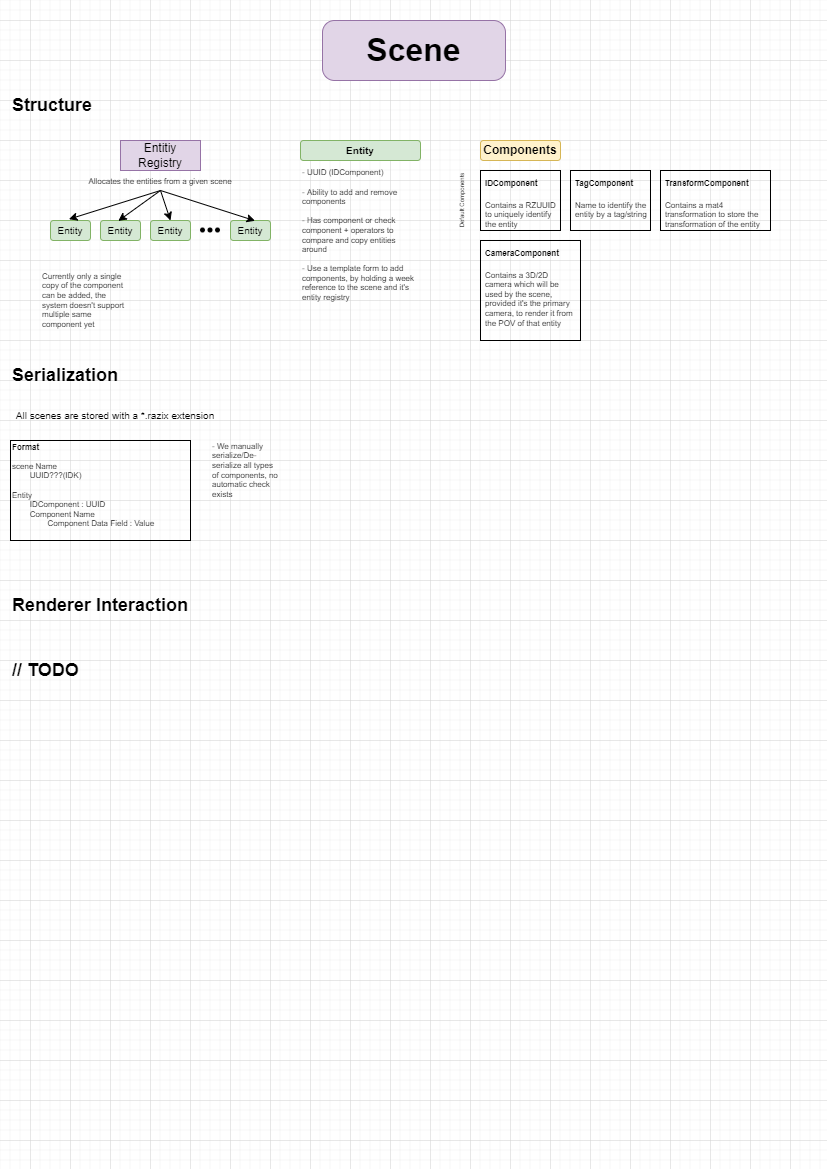 Scene
Structure
Entitiy
Registry
Allocates the entities from a given scene
Entity
Entity
Entity
Entity
Currently only a single
copy of the component
can be added, the
system doesn't support
multiple same
component yet
Entity
- UUID (IDComponent)
- Ability to add and remove
components
- Has component or check
component + operators to
compare and copy entities
around
- Use a template form to add
components, by holding a week
reference to the scene and it's
entity registry
Components
Default Components
IDComponent
Contains a RZUUID
to uniquely identify
the entity
TagComponent
Name to identify the
entity by a tag/string
TransformComponent
Contains a mat4
transformation to store the
transformation of the entity
CameraComponent
Contains a 3D/2D
camera which will be
used by the scene,
provided it's the primary
camera, to render it from
the POV of that entity
Serialization
All scenes are stored with a *.razix extension
Format
scene Name
UUID???(IDK)
Entity
IDComponent : UUID
Component Name
Component Data Field : Value
- We manually
serialize/De-
serialize all types
of components, no
automatic check
exists
Renderer Interaction
// TODO